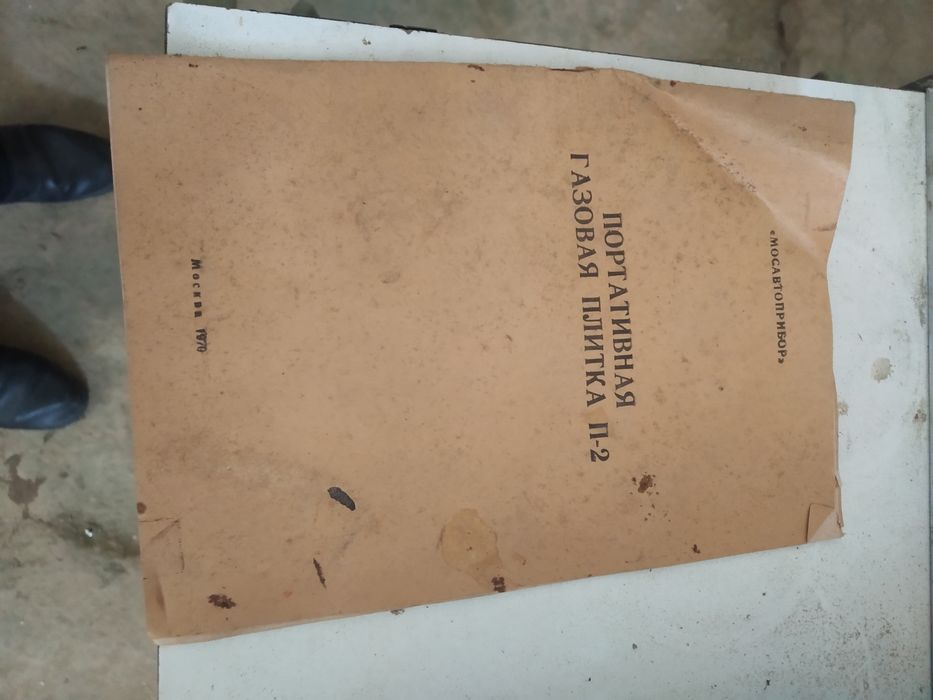 «МОСАВТОПРИБОР»
ПОРТАТИВНАЯ
ГАЗОВАЯ ПЛИТКА П-2
Москва 1970